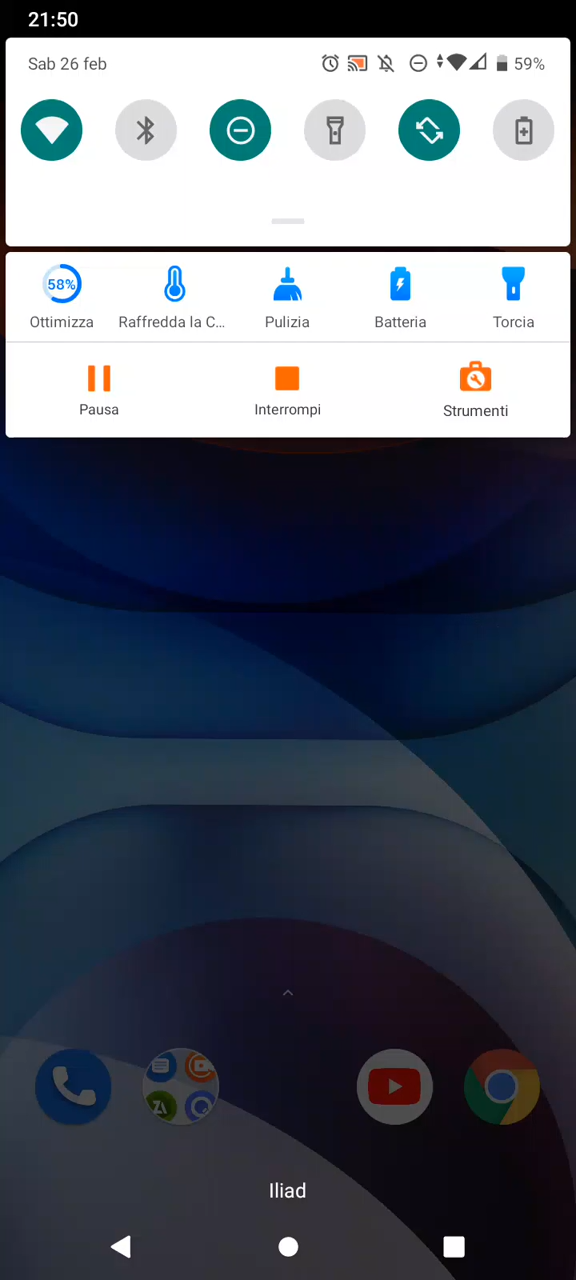 21:50
Sab 26 feb 59%
58%
Ottimizza Raffredda la C... Pulizia Batteria Torcia
Pausa Interrompi Strumenti
Iliad